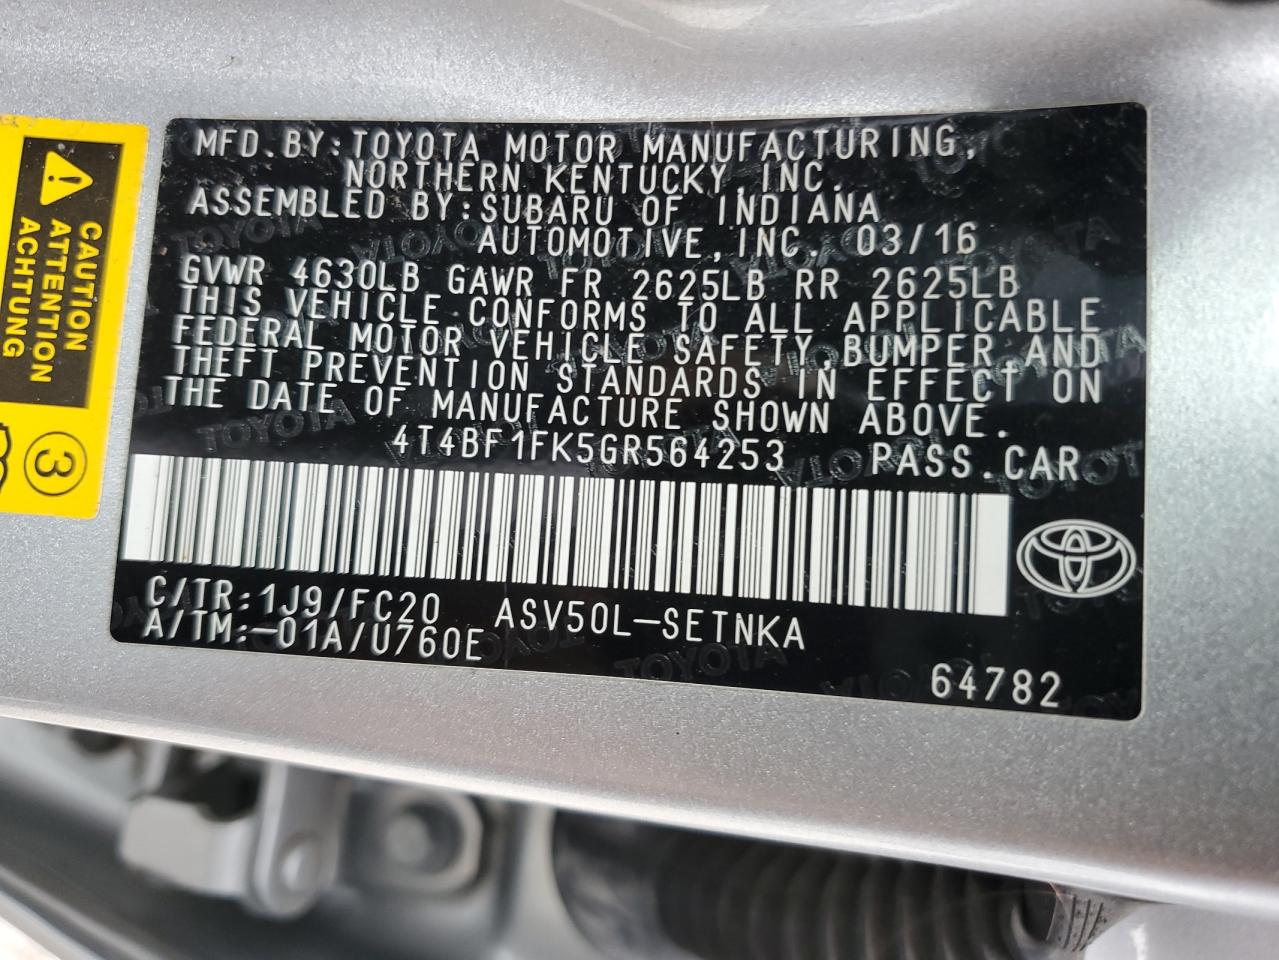 MFD.BY:TOYOTA MOTOR MANUFACTURING,
NORTHERN KENTUCKY,INC.
ASSEMBLED BY:SUBARU OF INDIANA
AUTOMOTIVE,INC. 03/16
GVWR 4630LB GAWR FR 2625LB RR 2625LB
THIS VEHICLE CONFORMS TO ALL APPLICABLE
FEDERAL MOTOR VEHICLE SAFETY,BUMPER AND
THEFT PREVENTION STANDARDS IN EFFECT ON
THE DATE OF MANUFACTURE SHOWN ABOVE.
4T4BF1FK5GR564253 PASS.CAR
C/TR:1J9/FC20 ASV50L-SETNKA
A/TM:-01A/U760E
64782
CAUTION
ATTENTION
ACHTUNG
3